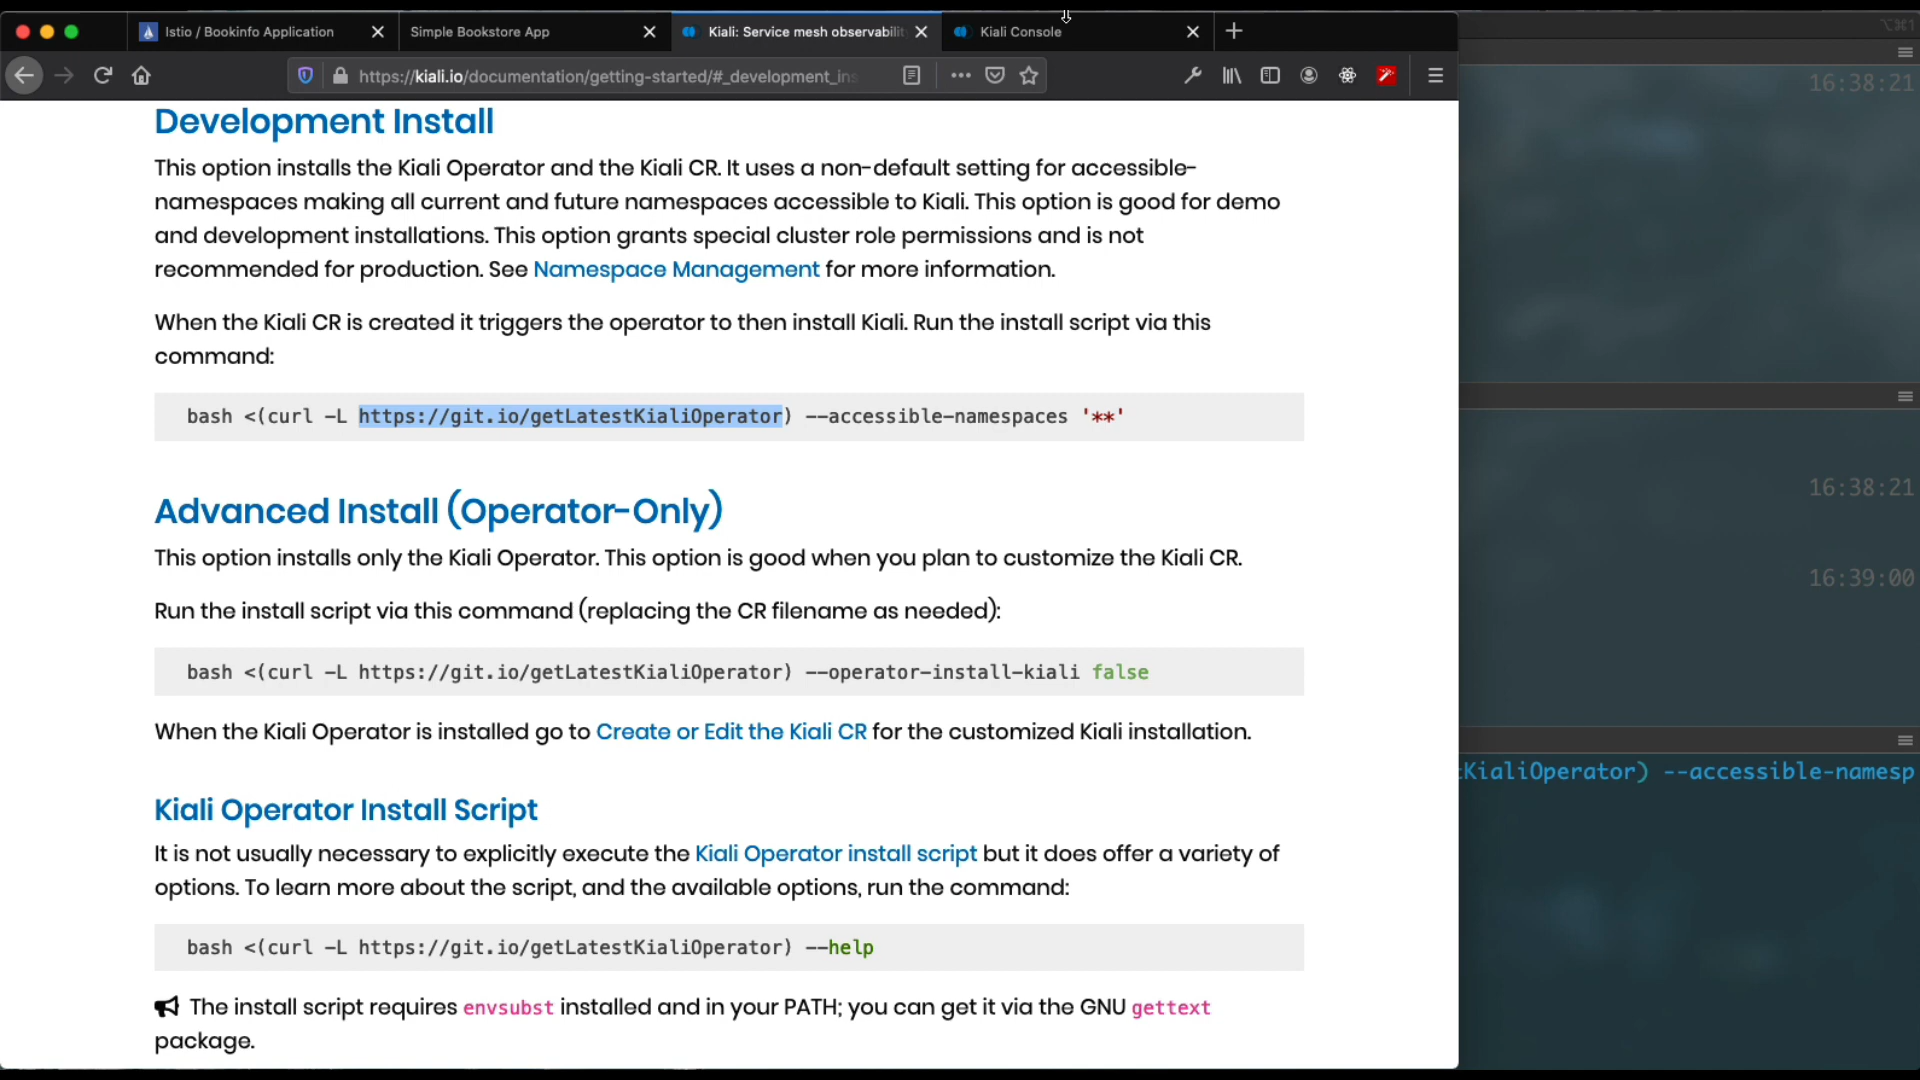 Istio / Bookinfo Application
Simple Bookstore App
Kiali: Service mesh observabilit
Kiali Console
⌥⌘1
https://kiali.io/documentation/getting-started/#_development_ins
16:38:21
Development Install
This option installs the Kiali Operator and the Kiali CR. It uses a non-default setting for accessible-
namespaces making all current and future namespaces accessible to Kiali. This option is good for demo
and development installations. This option grants special cluster role permissions and is not
recommended for production. See Namespace Management for more information.
When the Kiali CR is created it triggers the operator to then install Kiali. Run the install script via this
command:
bash <(curl -L https://git.io/getLatestKialiOperator) --accessible-namespaces '**'
Advanced Install (Operator-Only)
16:38:21
This option installs only the Kiali Operator. This option is good when you plan to customize the Kiali CR.
16:39:00
Run the install script via this command (replacing the CR filename as needed):
bash <(curl -L https://git.io/getLatestKialiOperator) --operator-install-kiali false
When the Kiali Operator is installed go to Create or Edit the Kiali CR for the customized Kiali installation.
tKialiOperator) --accessible-namesp
Kiali Operator Install Script
It is not usually necessary to explicitly execute the Kiali Operator install script but it does offer a variety of
options. To learn more about the script, and the available options, run the command:
bash <(curl -L https://git.io/getLatestKialiOperator) --help
The install script requires envsubst installed and in your PATH; you can get it via the GNU gettext
package.